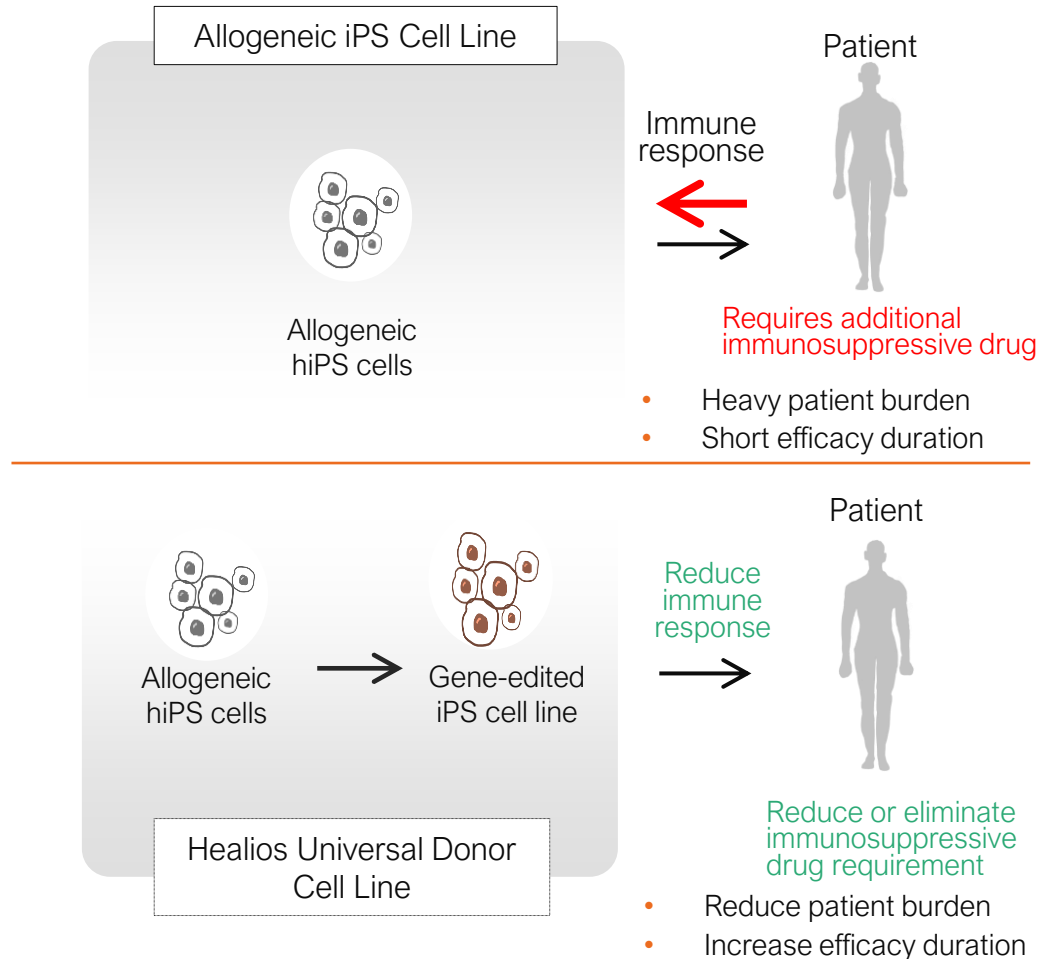 Allogeneic iPS Cell Line
Patient
Immune
response
Allogeneic
hiPS cells
Requires additional
immunosuppressive drug
• Heavy patient burden
• Short efficacy duration
Patient
Reduce
immune
response
Allogeneic
hiPS cells
Gene-edited
iPS cell line
Healios Universal Donor
Cell Line
Reduce or eliminate
immunosuppressive
drug requirement
• Reduce patient burden
• Increase efficacy duration